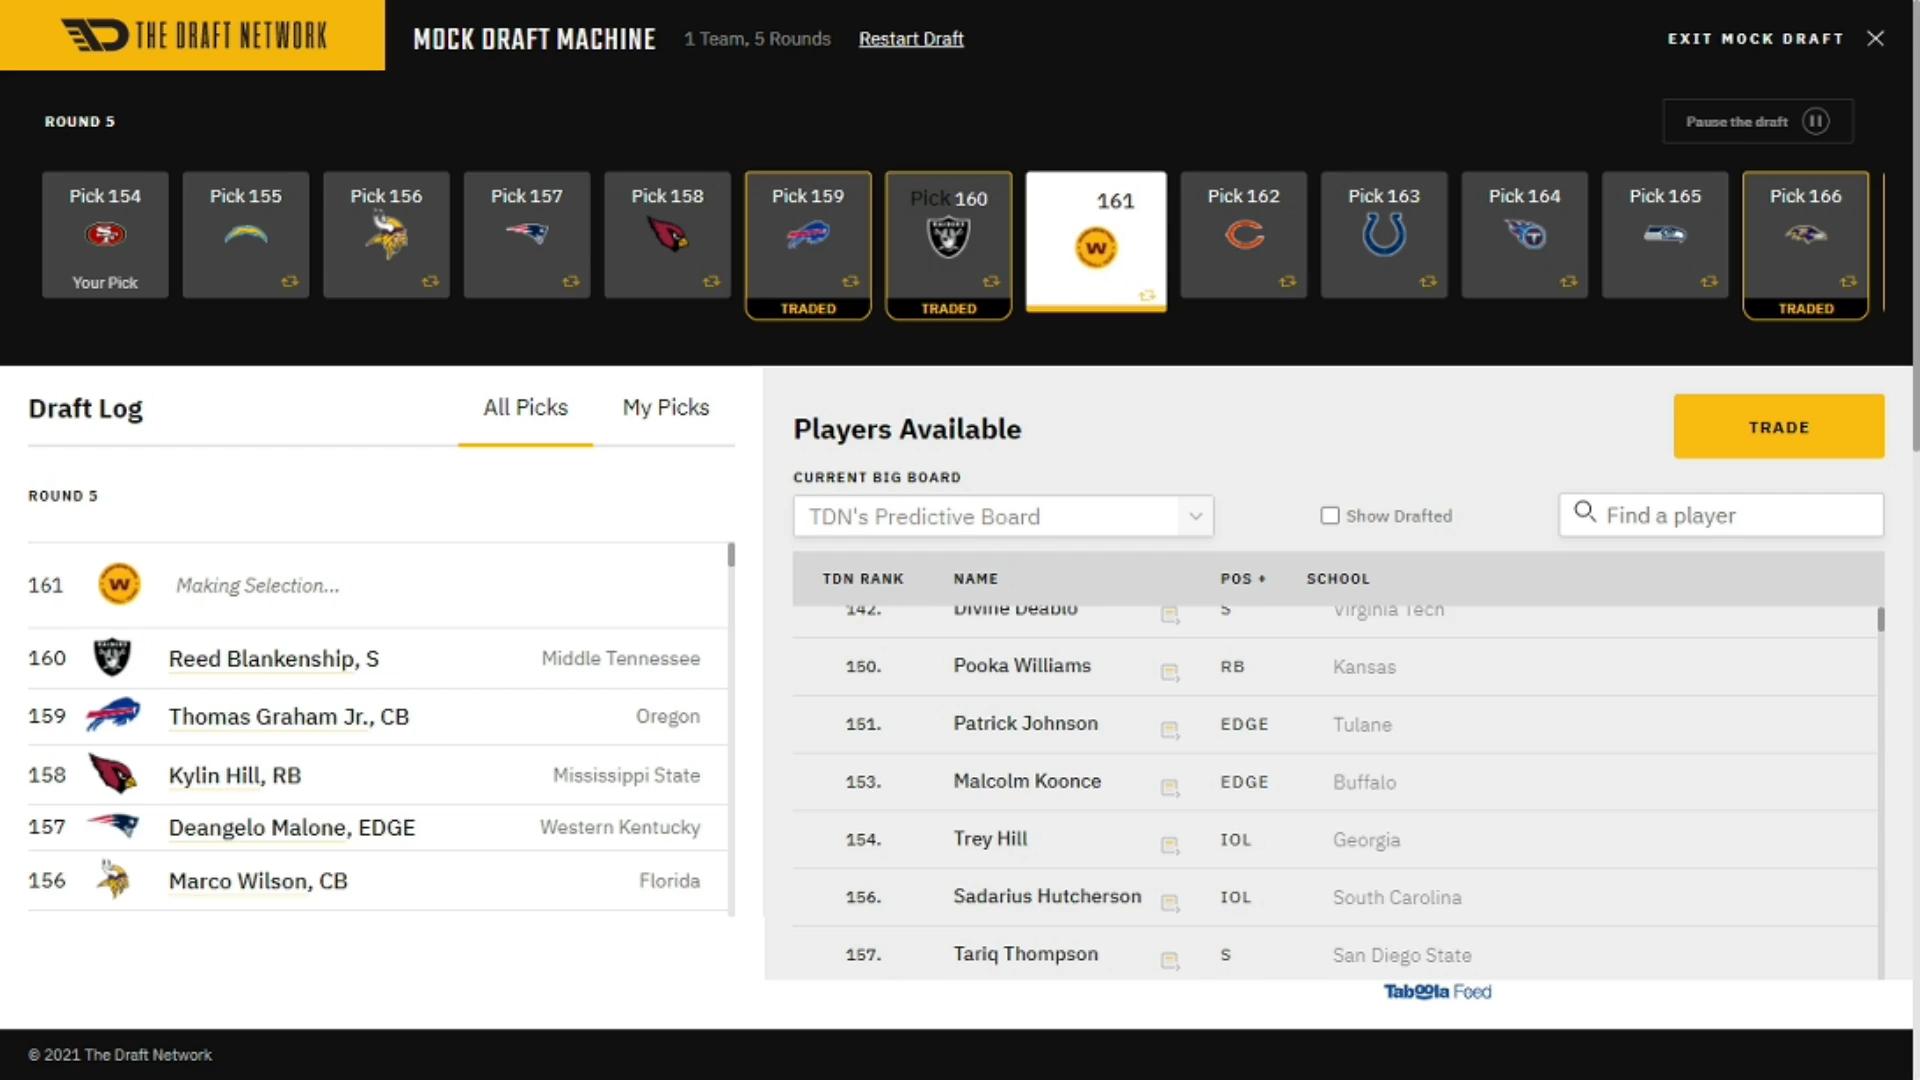 THE DRAFT NETWORK
MOCK DRAFT MACHINE
1 Team, 5 Rounds
Restart Draft
EXIT MOCK DRAFT
ROUND 5
Pause the draft
Pick 154
Your Pick
Pick 155
Pick 156
Pick 157
Pick 158
Pick 159
TRADED
Pick 160
TRADED
161
W
Pick 162
Pick 163
Pick 164
Pick 165
Pick 166
TRADED
Draft Log
All Picks
My Picks
ROUND 5
161 W Making Selection...
160 RAIDERS Reed Blankenship, S Middle Tennessee
159 Thomas Graham Jr., CB Oregon
158 Kylin Hill, RB Mississippi State
157 Deangelo Malone, EDGE Western Kentucky
156 Marco Wilson, CB Florida
Players Available
TRADE
CURRENT BIG BOARD
TDN's Predictive Board
Show Drafted
Find a player
TDN RANK NAME POS + SCHOOL
142. Divine Deablo S Virginia Tech
150. Pooka Williams RB Kansas
151. Patrick Johnson EDGE Tulane
153. Malcolm Koonce EDGE Buffalo
154. Trey Hill IOL Georgia
156. Sadarius Hutcherson IOL South Carolina
157. Tariq Thompson S San Diego State
Taboola Feed
© 2021 The Draft Network